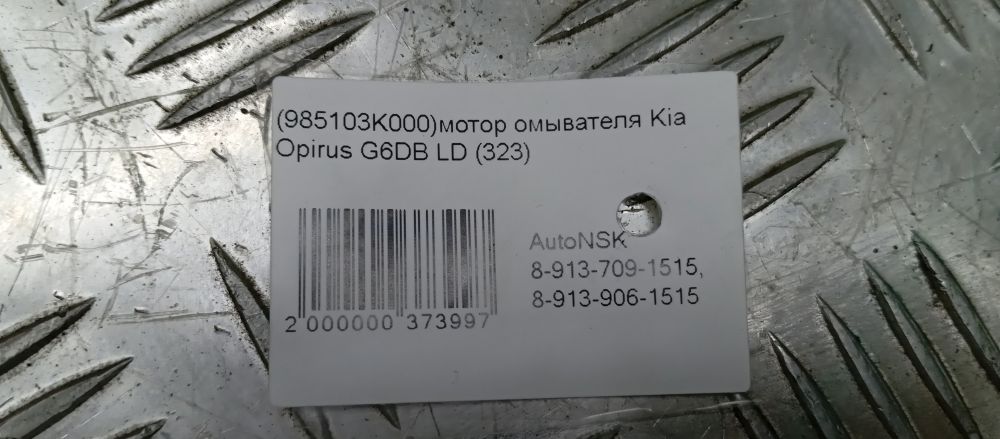 (985103K000)мотор омывателя Kia
Opirus G6DB LD (323)
AutoNSK
8-913-709-1515,
8-913-906-1515
2 000000 373997